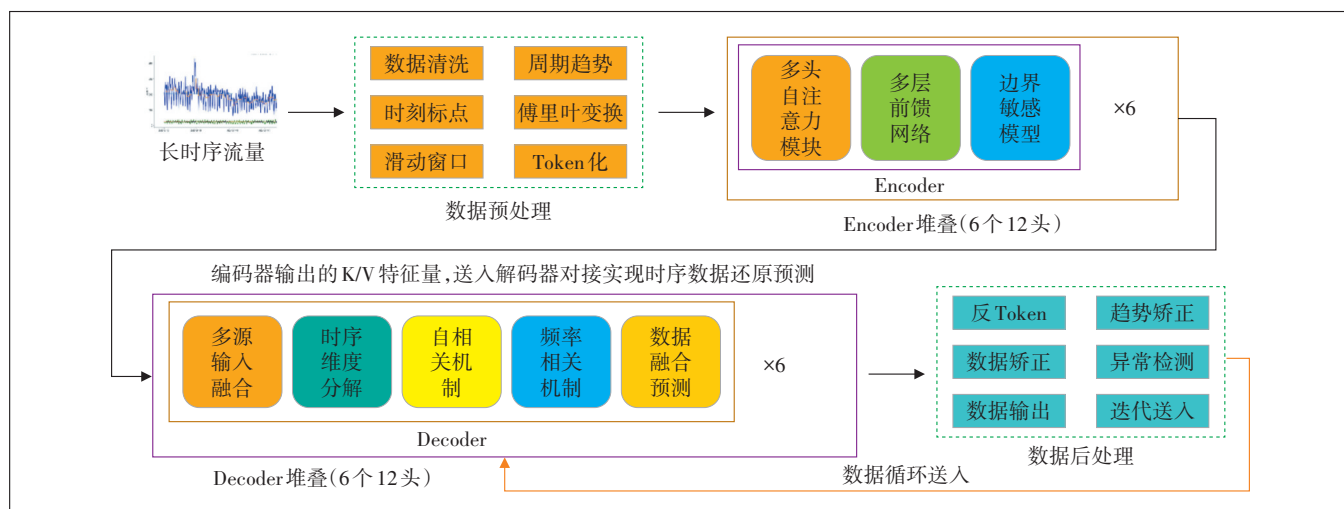 数据清洗
周期趋势
时刻标点
傅里叶变换
滑动窗口
Token化
长时序流量
数据预处理
多头
自注
意力
模块
多层
前馈
网络
边界
敏感
模型
×6
Encoder
Encoder堆叠(6个12头)
编码器输出的K/V特征量,送入解码器对接实现时序数据还原预测
多源
输入
融合
时序
维度
分解
自相
关机
制
频率
相关
机制
数据
融合
预测
×6
Decoder
Decoder堆叠(6个12头)
反Token
趋势矫正
数据矫正
异常检测
数据输出
迭代送入
数据后处理
数据循环送入